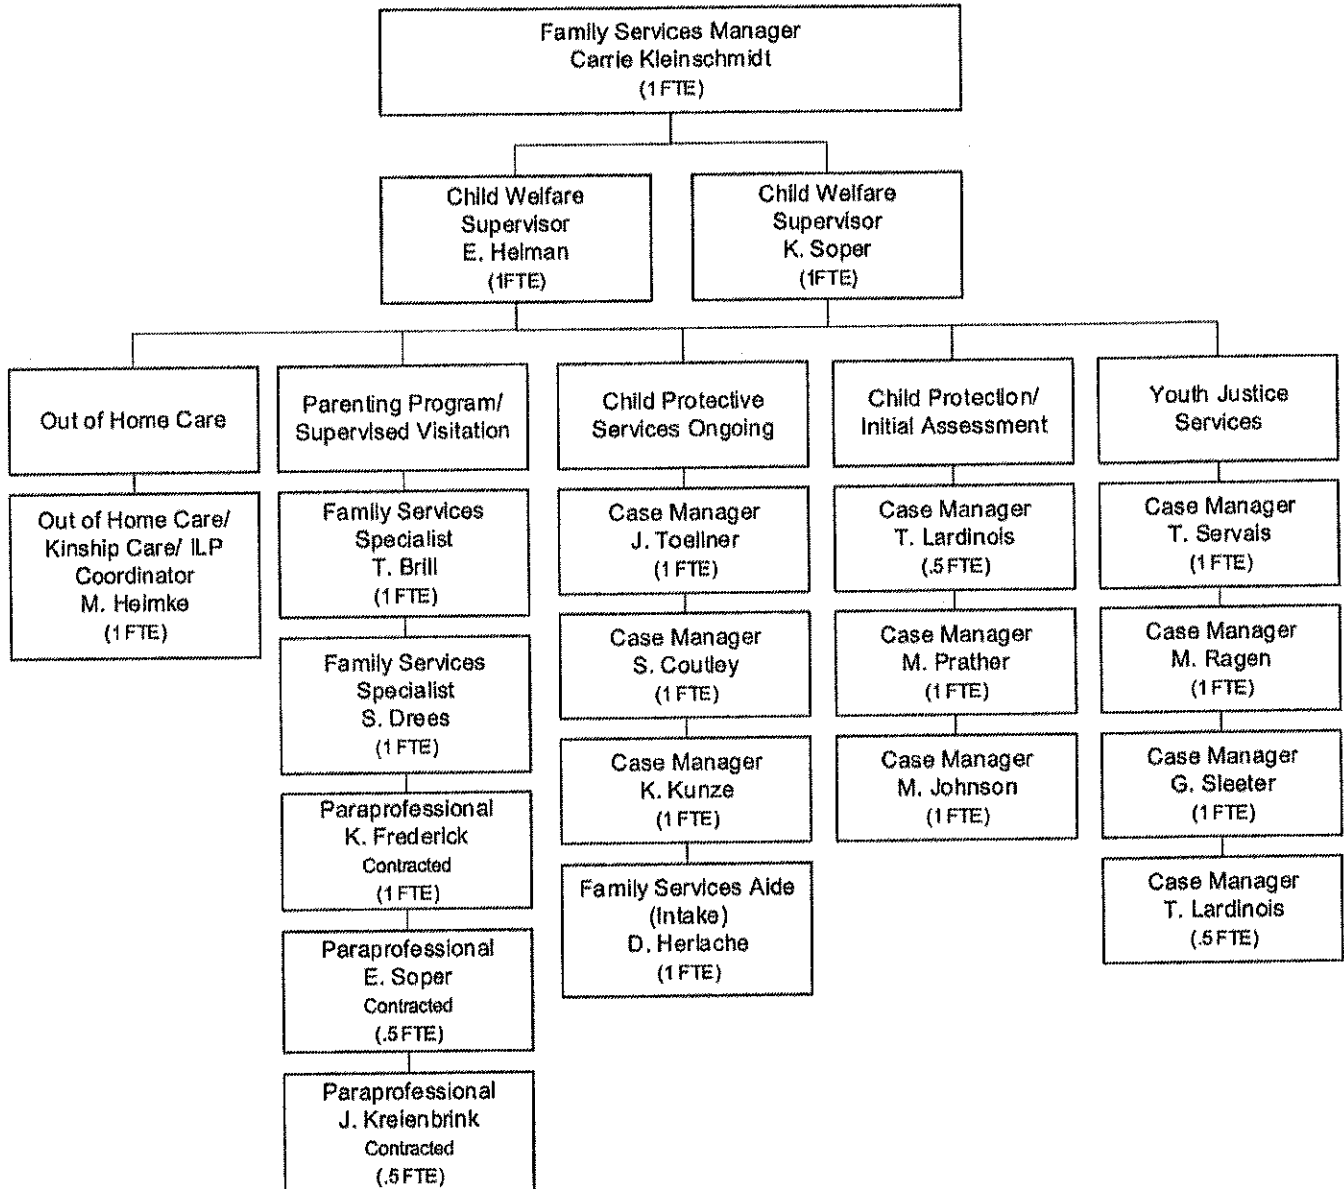 Family Services Manager
Carrie Kleinschmidt
(1 FTE)
Child Welfare
Supervisor
E. Helman
(1FTE)
Child Welfare
Supervisor
K. Soper
(1FTE)
Out of Home Care
Out of Home Care/
Kinship Care/ ILP
Coordinator
M. Heimke
(1 FTE)
Parenting Program/
Supervised Visitation
Family Services
Specialist
T. Brill
(1 FTE)
Family Services
Specialist
S. Drees
(1 FTE)
Paraprofessional
K. Frederick
Contracted
(1 FTE)
Paraprofessional
E. Soper
Contracted
(.5 FTE)
Paraprofessional
J. Kreienbrink
Contracted
(.5 FTE)
Child Protective
Services Ongoing
Case Manager
J. Toellner
(1 FTE)
Case Manager
S. Coutley
(1 FTE)
Case Manager
K. Kunze
(1 FTE)
Family Services Aide
(Intake)
D. Herlache
(1 FTE)
Child Protection/
Initial Assessment
Case Manager
T. Lardinois
(.5 FTE)
Case Manager
M. Prather
(1 FTE)
Case Manager
M. Johnson
(1 FTE)
Youth Justice
Services
Case Manager
T. Servais
(1 FTE)
Case Manager
M. Ragen
(1 FTE)
Case Manager
G. Sleeter
(1 FTE)
Case Manager
T. Lardinois
(.5 FTE)